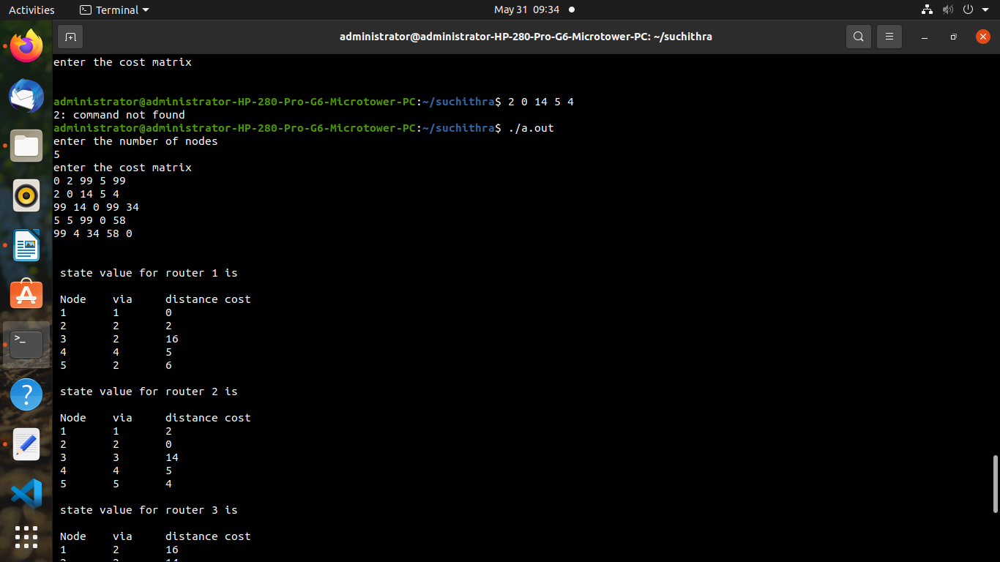 Activities Terminal May 31 09:34
administrator@administrator-HP-280-Pro-G6-Microtower-PC: ~/suchithra
enter the cost matrix
administrator@administrator-HP-280-Pro-G6-Microtower-PC:~/suchithra$ 2 0 14 5 4
2: command not found
administrator@administrator-HP-280-Pro-G6-Microtower-PC:~/suchithra$ ./a.out
enter the number of nodes
5
enter the cost matrix
0 2 99 5 99
2 0 14 5 4
99 14 0 99 34
5 5 99 0 58
99 4 34 58 0
state value for router 1 is
Node via distance cost
1 1 0
2 2 2
3 2 16
4 4 5
5 2 6
state value for router 2 is
Node via distance cost
1 1 2
2 2 0
3 3 14
4 4 5
5 5 4
state value for router 3 is
Node via distance cost
1 2 16